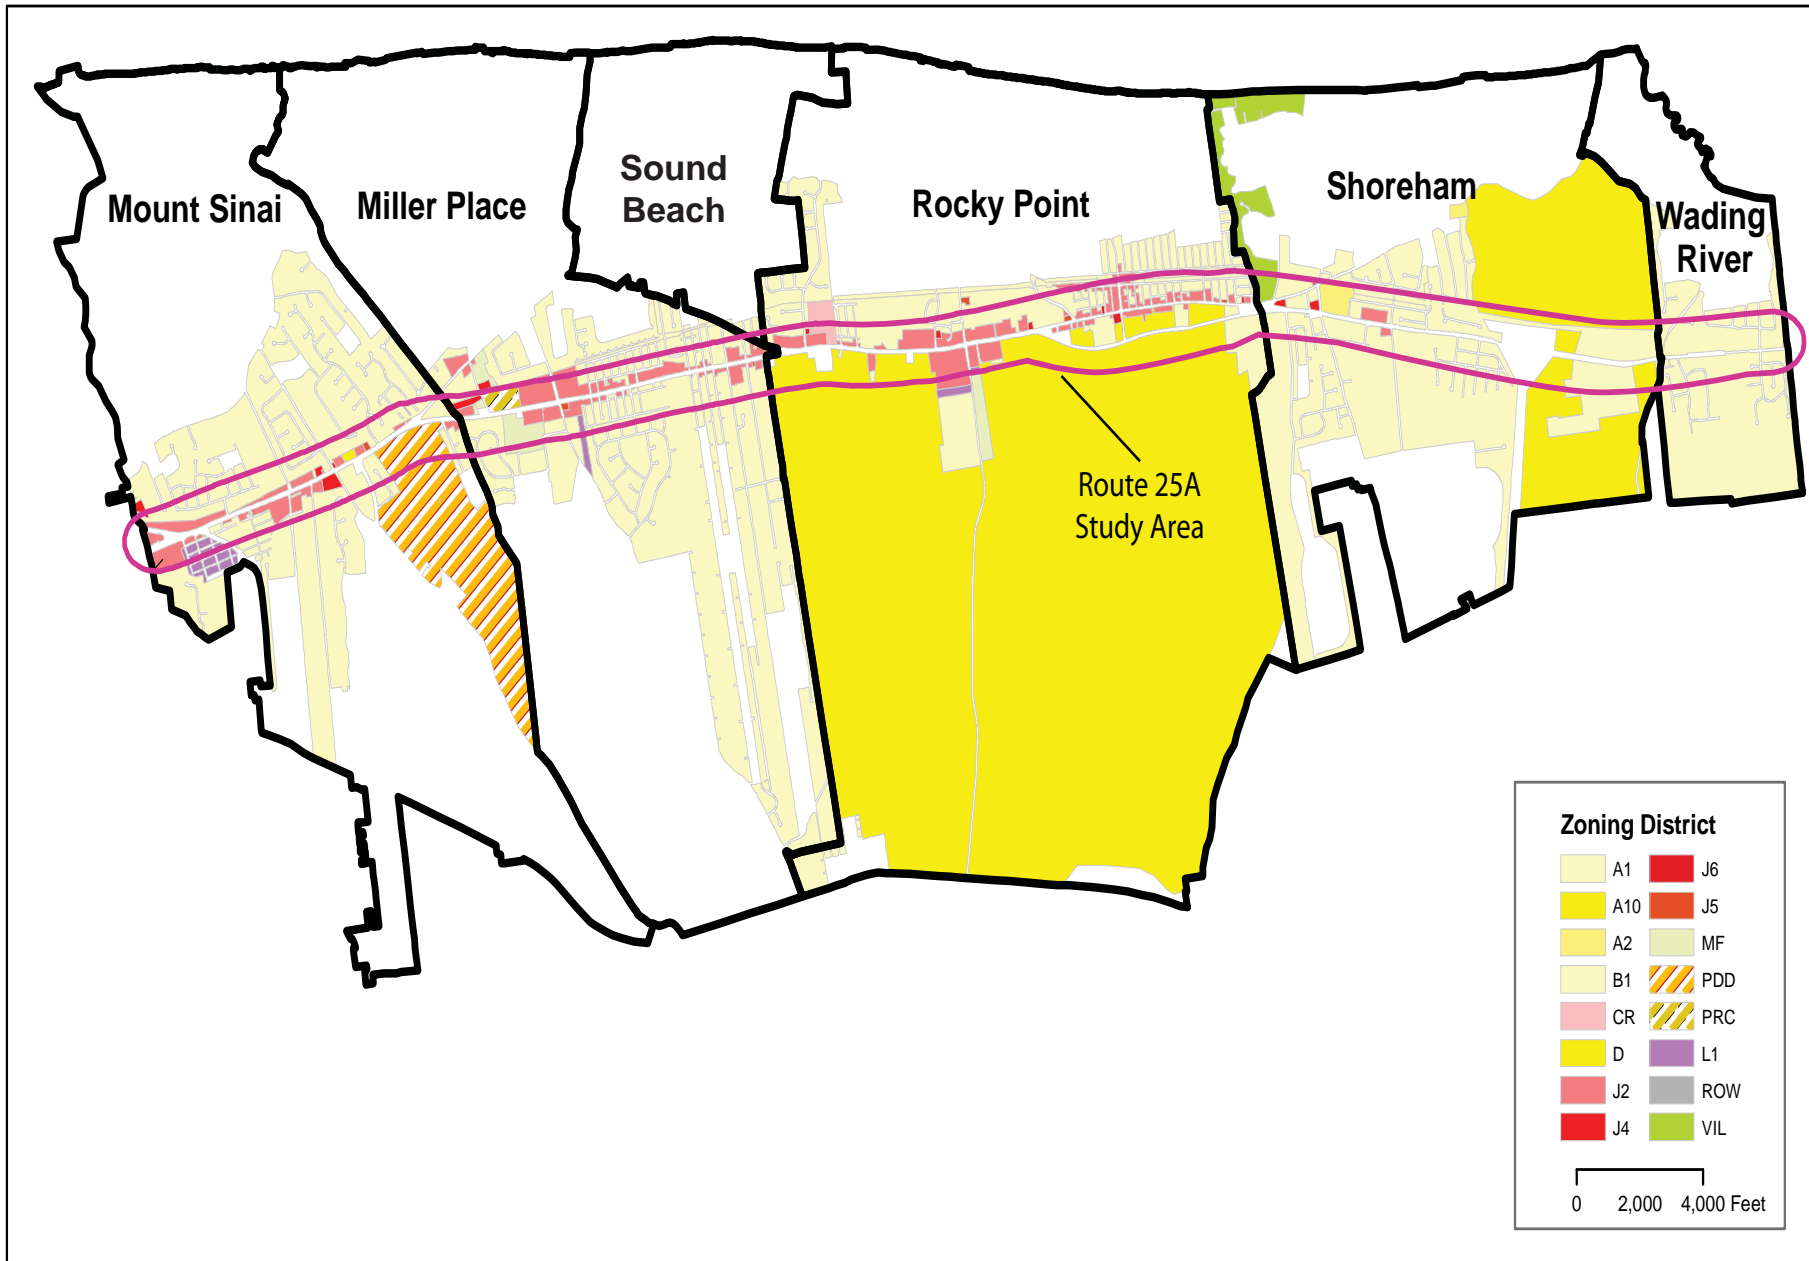 Mount Sinai
Miller Place
Sound
Beach
Rocky Point
Shoreham
Wading
River
Route 25A
Study Area
Zoning District
A1
A10
A2
B1
CR
D
J2
J4
J6
J5
MF
PDD
PRC
L1
ROW
VIL
0 2,000 4,000 Feet